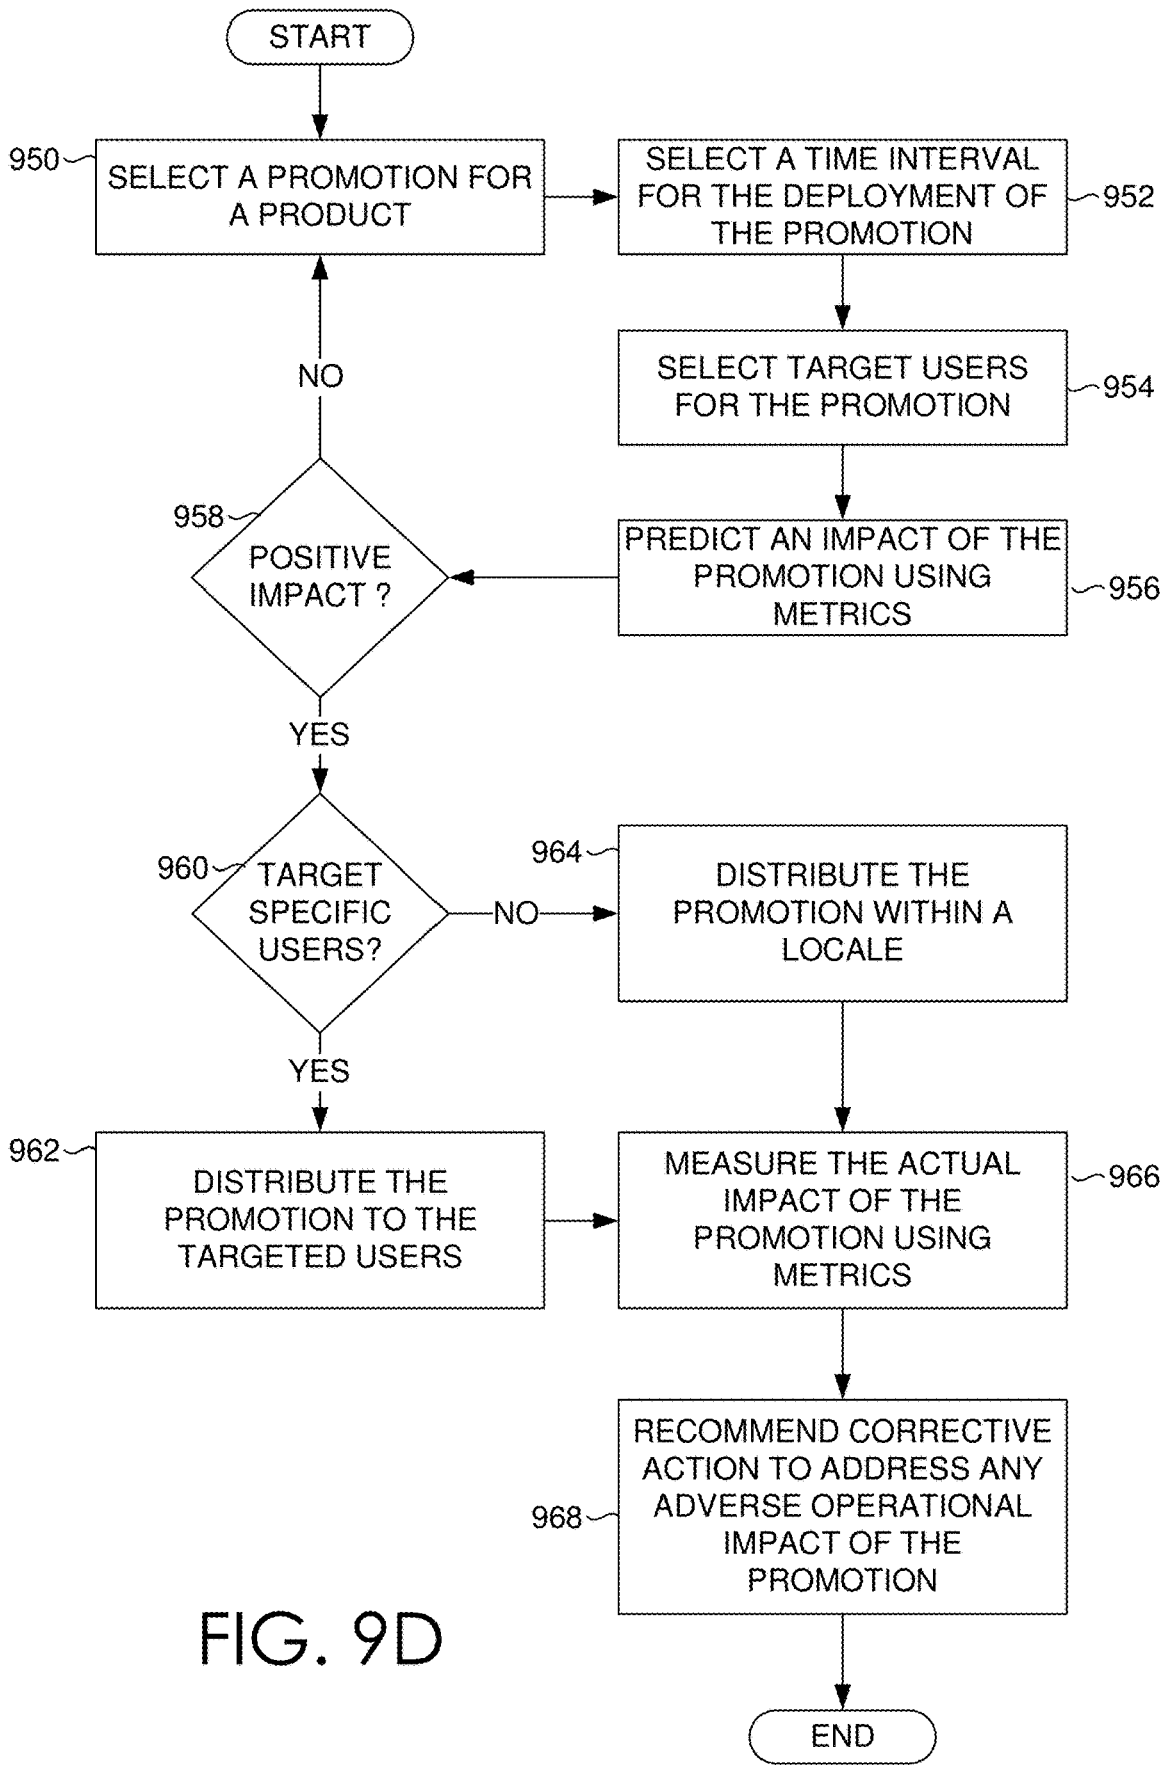 START
950
SELECT A PROMOTION FOR
A PRODUCT
SELECT A TIME INTERVAL
FOR THE DEPLOYMENT OF
THE PROMOTION
952
SELECT TARGET USERS
FOR THE PROMOTION
954
NO
958
POSITIVE
IMPACT ?
PREDICT AN IMPACT OF THE
PROMOTION USING
METRICS
956
YES
960
TARGET
SPECIFIC
USERS?
NO
964
DISTRIBUTE THE
PROMOTION WITHIN A
LOCALE
YES
962
DISTRIBUTE THE
PROMOTION TO THE
TARGETED USERS
MEASURE THE ACTUAL
IMPACT OF THE
PROMOTION USING
METRICS
966
RECOMMEND CORRECTIVE
ACTION TO ADDRESS ANY
ADVERSE OPERATIONAL
IMPACT OF THE
PROMOTION
968
FIG. 9D
END